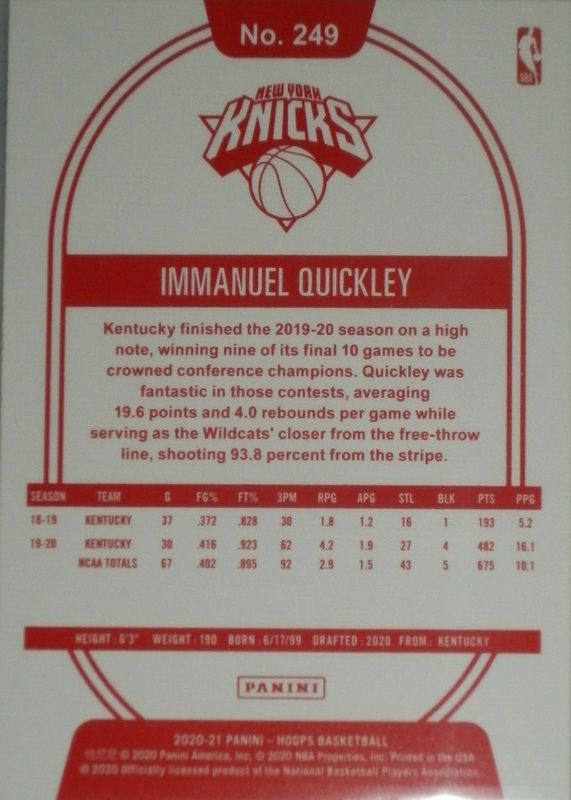 No. 249
NBA
NEW YORK
KNICKS
IMMANUEL QUICKLEY
Kentucky finished the 2019-20 season on a high
note, winning nine of its final 10 games to be
crowned conference champions. Quickley was
fantastic in those contests, averaging
19.6 points and 4.0 rebounds per game while
serving as the Wildcats' closer from the free-throw
line, shooting 93.8 percent from the stripe.
SEASON TEAM G FG% FT% 3PM RPG APG STL BLK PTS PPG
18-19 KENTUCKY 37 .372 .828 30 1.8 1.2 16 1 193 5.2
19-20 KENTUCKY 30 .416 .923 62 4.2 1.9 27 4 482 16.1
NCAA TOTALS 67 .402 .895 92 2.9 1.5 43 5 675 10.1
HEIGHT: 6'3" WEIGHT: 190 BORN: 6/17/99 DRAFTED: 2020 FROM: KENTUCKY
PANINI
2020-21 PANINI – HOOPS BASKETBALL
帕尼尼 © 2020 Panini America, Inc. © 2020 NBA Properties, Inc. Printed in the USA
© 2020 Officially licensed product of the National Basketball Players Association.